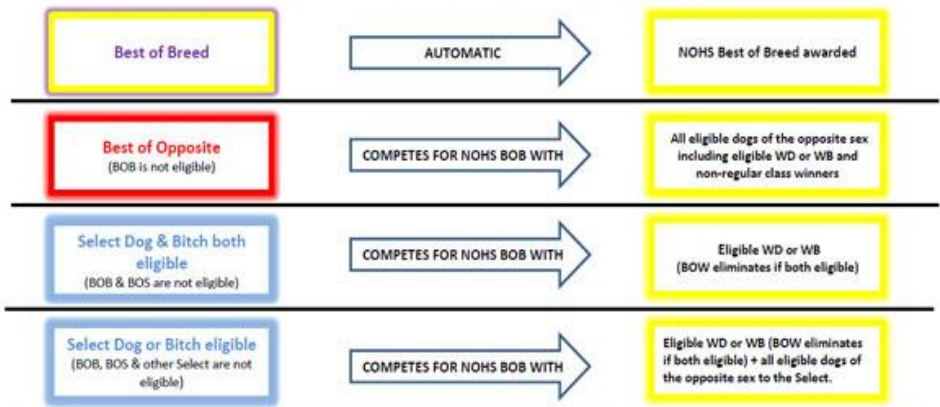 Best of Breed
AUTOMATIC
NOHS Best of Breed awarded
Best of Opposite
(BOB is not eligible)
COMPETES FOR NOHS BOB WITH
All eligible dogs of the opposite sex
including eligible WD or WB and
non-regular class winners
Select Dog & Bitch both
eligible
(BOB & BOS are not eligible)
COMPETES FOR NOHS BOB WITH
Eligible WD or WB
(BOW eliminates if both eligible)
Select Dog or Bitch eligible
(BOB, BOS & other Select are not
eligible)
COMPETES FOR NOHS BOB WITH
Eligible WD or WB (BOW eliminates
if both eligible) + all eligible dogs of
the opposite sex to the Select.